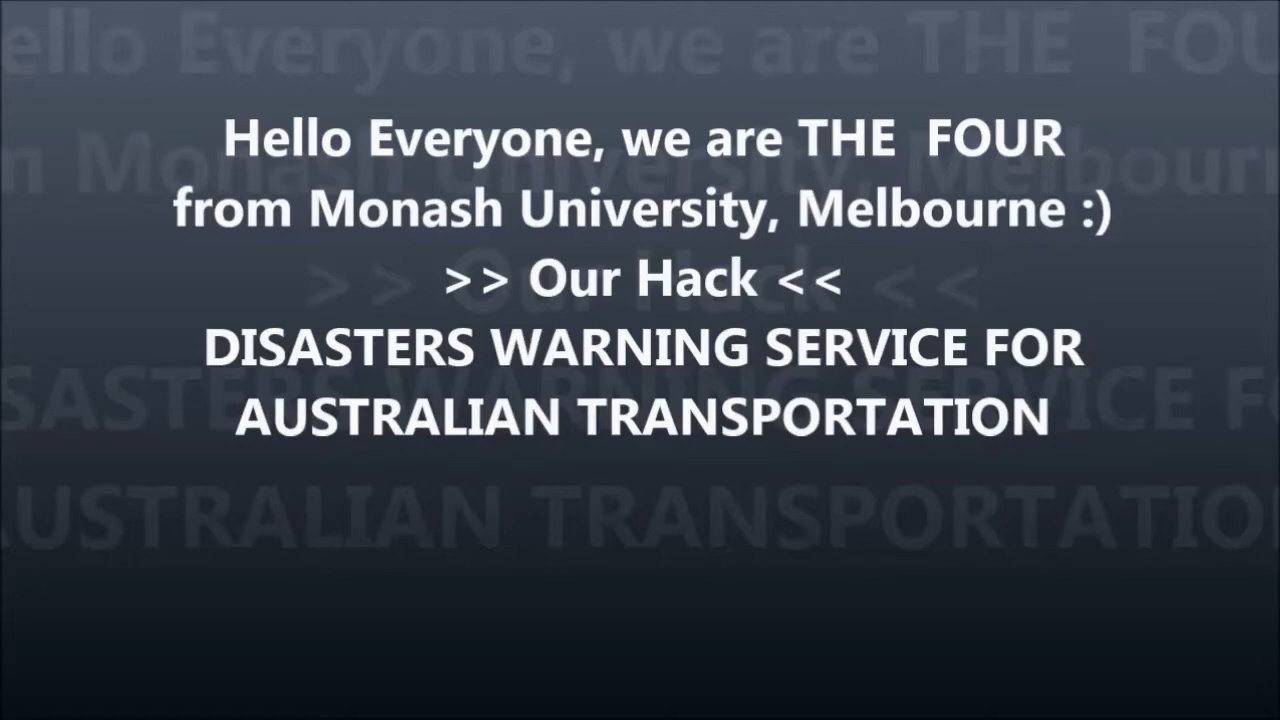 Hello Everyone, we are THE  FOUR
from Monash University, Melbourne :)
>> Our Hack <<
DISASTERS WARNING SERVICE FOR
AUSTRALIAN TRANSPORTATION